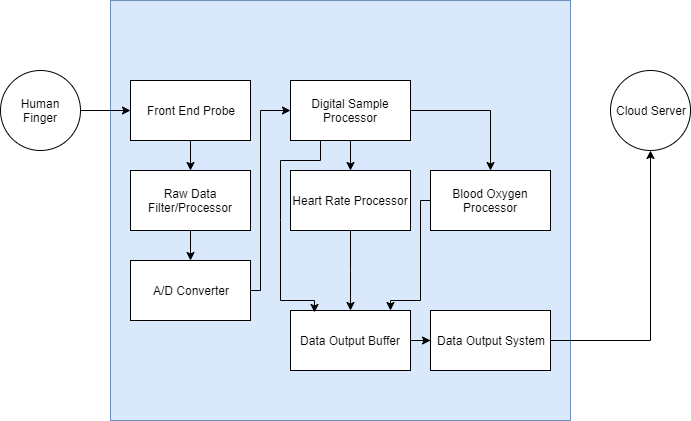 Human
Finger
Front End Probe
Raw Data
Filter/Processor
A/D Converter
Digital Sample
Processor
Heart Rate Processor
Blood Oxygen
Processor
Data Output Buffer
Data Output System
Cloud Server